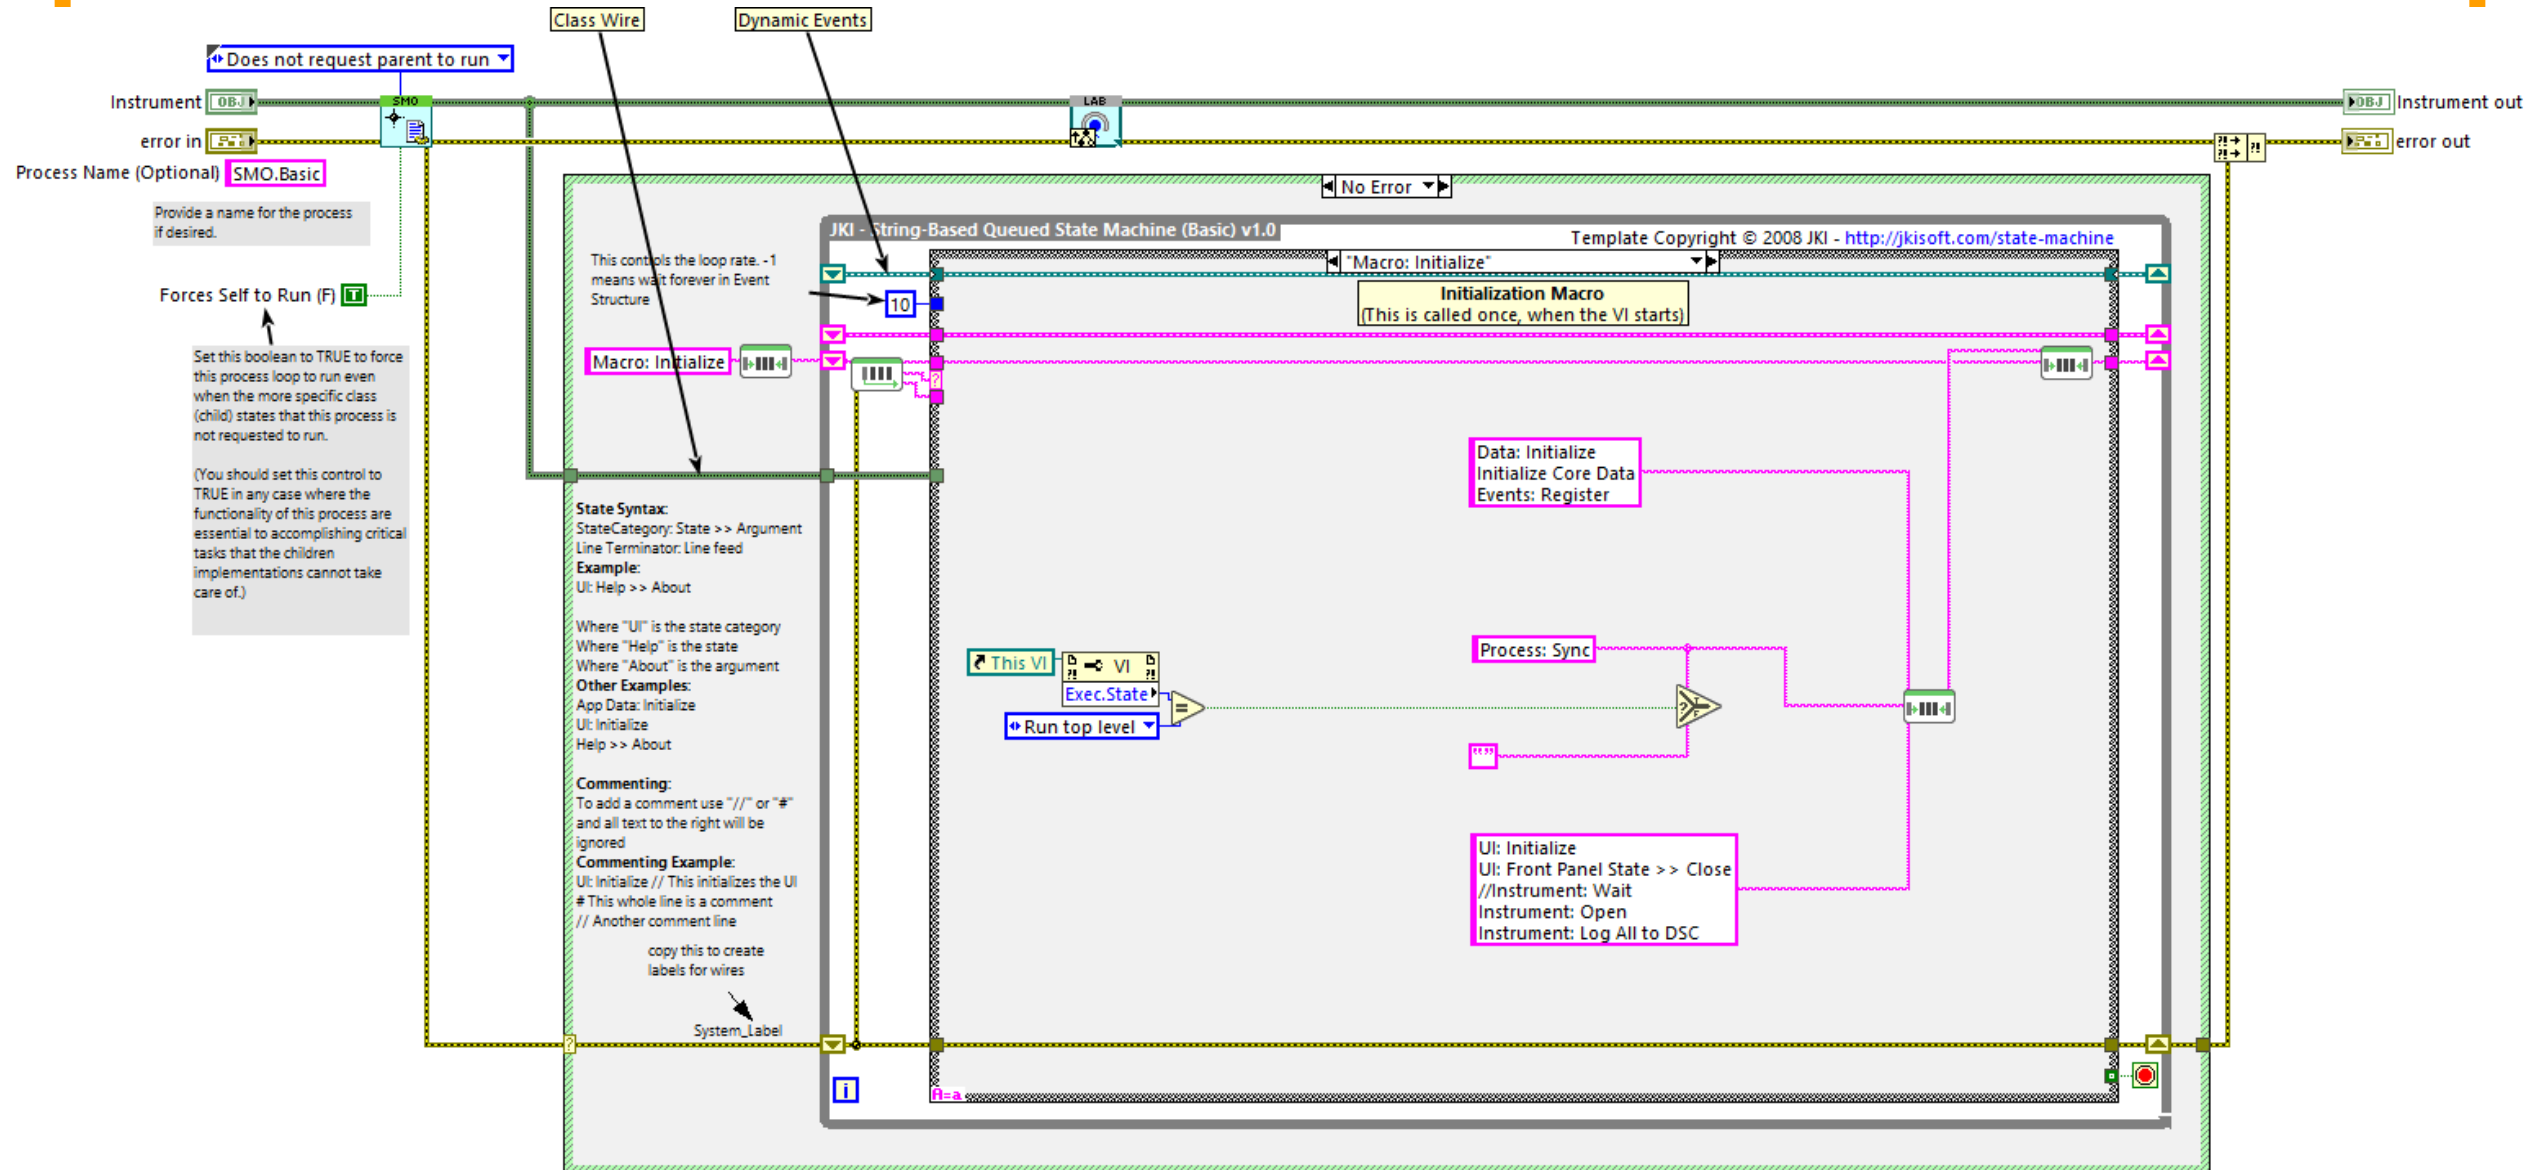 Class Wire
Dynamic Events
Does not request parent to run
Instrument
OBJ
SMO
LAB
OBJ
Instrument out
error in
error out
Process Name (Optional)
SMO.Basic
Provide a name for the process
if desired.
Forces Self to Run (F)
T
Set this boolean to TRUE to force
this process loop to run even
when the more specific class
(child) states that this process is
not requested to run.
(You should set this control to
TRUE in any case where the
functionality of this process are
essential to accomplishing critical
tasks that the children
implementations cannot take
care of.)
No Error
JKI - String-Based Queued State Machine (Basic) v1.0
Template Copyright © 2008 JKI - http://jkisoft.com/state-machine
This controls the loop rate. -1
means wait forever in Event
Structure
10
"Macro: Initialize"
Initialization Macro
(This is called once, when the VI starts)
Macro: Initialize
?
State Syntax:
StateCategory: State >> Argument
Line Terminator: Line feed
Example:
UI: Help >> About
Where "UI" is the state category
Where "Help" is the state
Where "About" is the argument
Other Examples:
App Data: Initialize
UI: Initialize
Help >> About
Commenting:
To add a comment use "//" or "#"
and all text to the right will be
ignored
Commenting Example:
UI: Initialize // This initializes the UI
# This whole line is a comment
// Another comment line
copy this to create
labels for wires
System_Label
?
i
A=a
Data: Initialize
Initialize Core Data
Events: Register
This VI
VI
Exec.State
=
Run top level
Process: Sync
?
T
F
""
UI: Initialize
UI: Front Panel State >> Close
//Instrument: Wait
Instrument: Open
Instrument: Log All to DSC